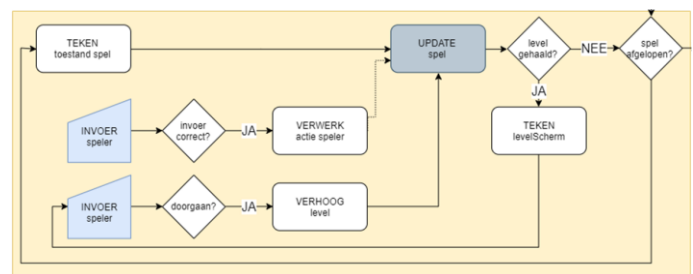 TEKEN
toestand spel
UPDATE
spel
level
gehaald?
NEE
spel
afgelopen?
JA
INVOER
speler
invoer
correct?
JA
VERWERK
actie speler
TEKEN
levelScherm
INVOER
speler
doorgaan?
JA
VERHOOG
level